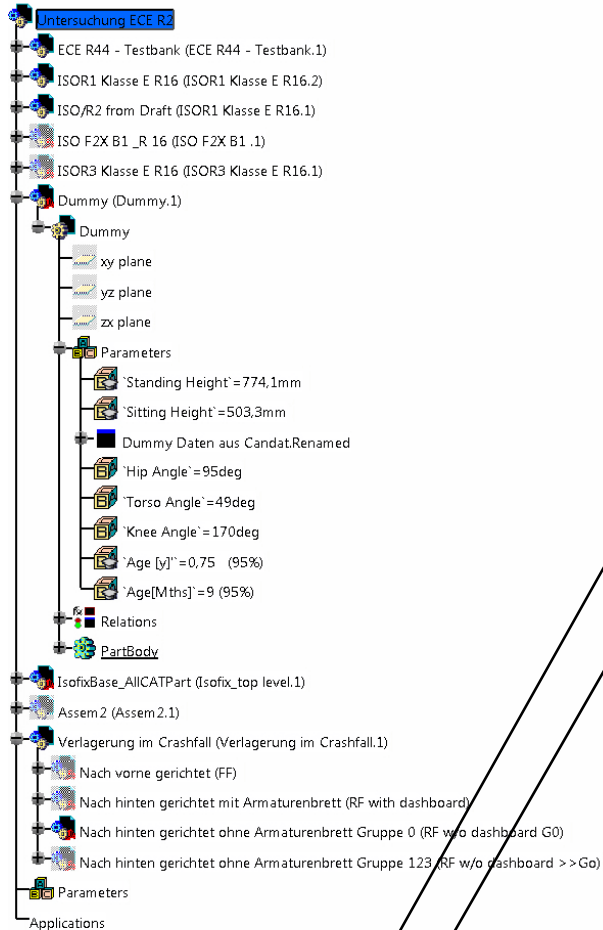 Untersuchung ECE R2
ECE R44 - Testbank (ECE R44 - Testbank.1)
ISOR1 Klasse E R16 (ISOR1 Klasse E R16.2)
ISO/R2 from Draft (ISOR1 Klasse E R16.1)
ISO F2X B1 _R 16 (ISO F2X B1 .1)
ISOR3 Klasse E R16 (ISOR3 Klasse E R16.1)
Dummy (Dummy.1)
Dummy
xy plane
yz plane
zx plane
Parameters
`Standing Height`=774,1mm
`Sitting Height`=503,3mm
Dummy Daten aus Candat.Renamed
`Hip Angle`=95deg
`Torso Angle`=49deg
`Knee Angle`=170deg
`Age [y]"`=0,75 (95%)
`Age[Mths]`=9 (95%)
Relations
PartBody
IsofixBase_AllCATPart (Isofix_top level.1)
Assem2 (Assem2.1)
Verlagerung im Crashfall (Verlagerung im Crashfall.1)
Nach vorne gerichtet (FF)
Nach hinten gerichtet mit Armaturenbrett (RF with dashboard)
Nach hinten gerichtet ohne Armaturenbrett Gruppe 0 (RF w/o dashboard G0)
Nach hinten gerichtet ohne Armaturenbrett Gruppe 123 (RF w/o dashboard >>Go)
Parameters
Applications